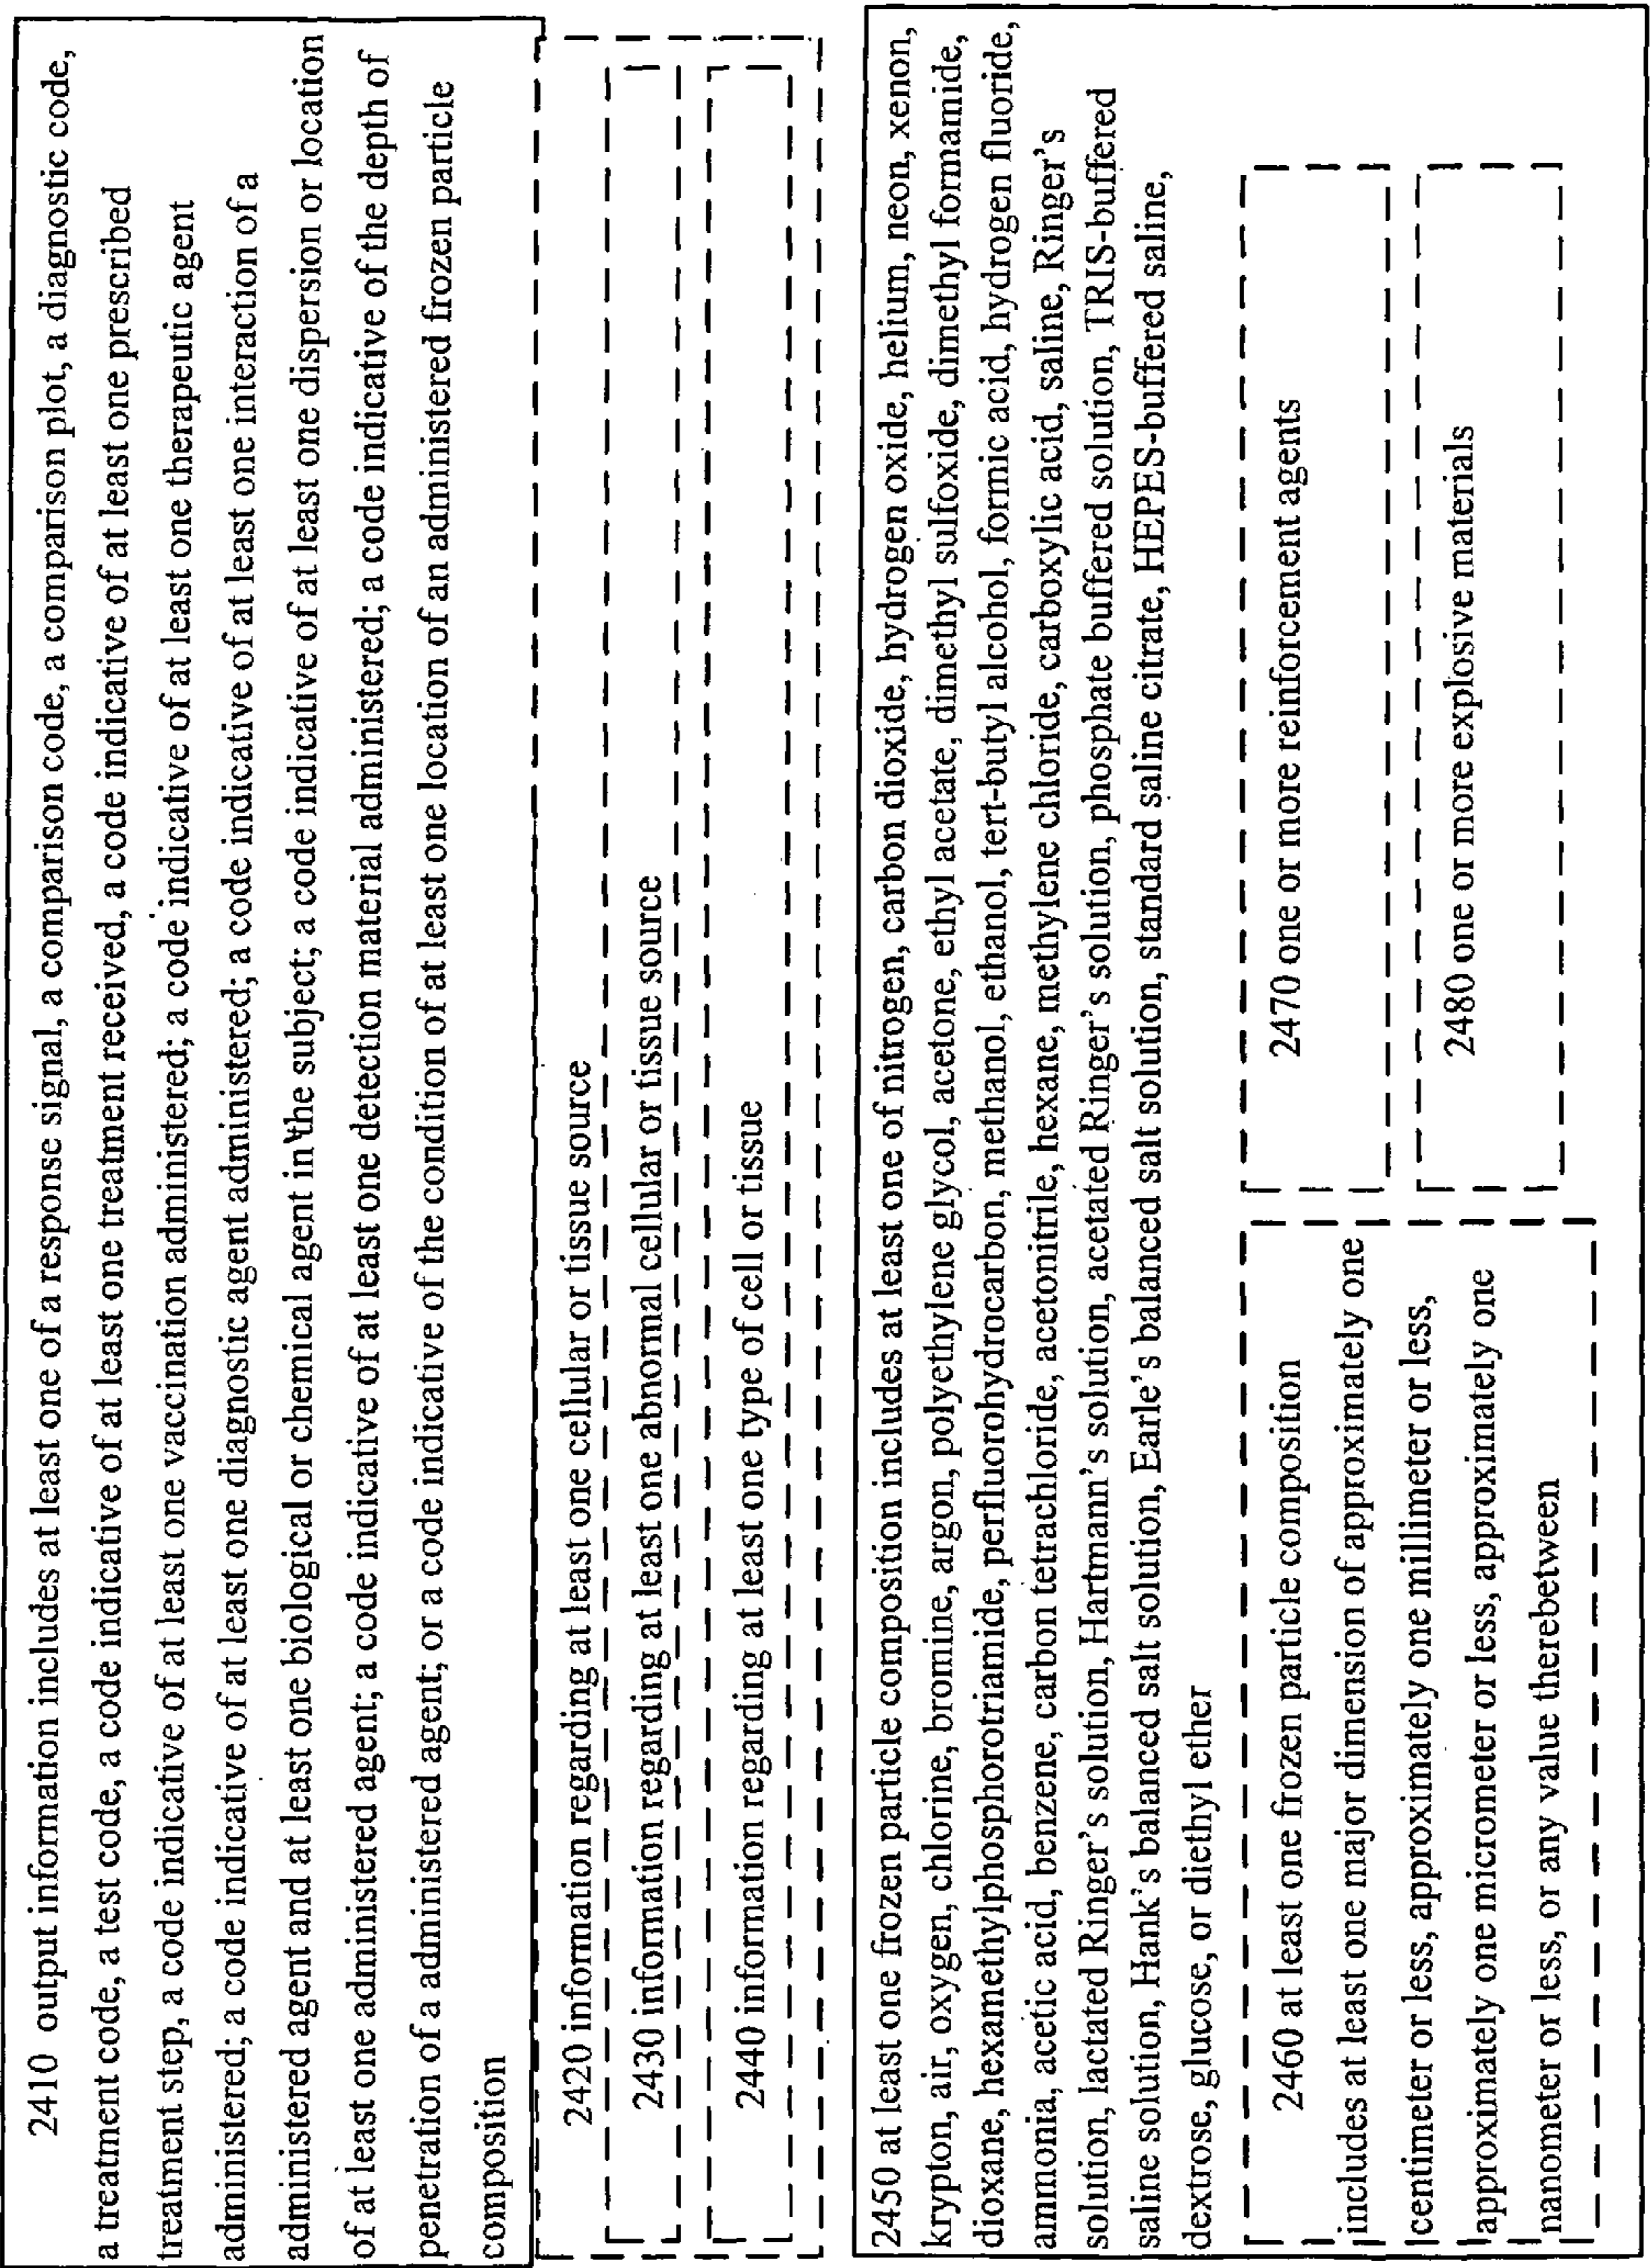 2410 output information includes at least one of a response signal, a comparison code, a comparison plot, a diagnostic code,
a treatment code, a test code, a code indicative of at least one treatment received, a code indicative of at least one prescribed
treatment step, a code indicative of at least one vaccination administered; a code indicative of at least one therapeutic agent
administered; a code indicative of at least one diagnostic agent administered; a code indicative of at least one interaction of a
administered agent and at least one biological or chemical agent in the subject; a code indicative of at least one dispersion or location
of at least one administered agent; a code indicative of at least one detection material administered; a code indicative of the depth of
penetration of a administered agent; or a code indicative of the condition of at least one location of an administered frozen particle
composition
2420 information regarding at least one cellular or tissue source
2430 information regarding at least one abnormal cellular or tissue source
2440 information regarding at least one type of cell or tissue
2450 at least one frozen particle composition includes at least one of nitrogen, carbon dioxide, hydrogen oxide, helium, neon, xenon,
krypton, air, oxygen, chlorine, bromine, argon, polyethylene glycol, acetone, ethyl acetate, dimethyl sulfoxide, dimethyl formamide,
dioxane, hexamethylphosphorotriamide, perfluorohydrocarbon, methanol, ethanol, tert-butyl alcohol, formic acid, hydrogen fluoride,
ammonia, acetic acid, benzene, carbon tetrachloride, acetonitrile, hexane, methylene chloride, carboxylic acid, saline, Ringer's
solution, lactated Ringer's solution, Hartmann's solution, acetated Ringer's solution, phosphate buffered solution, TRIS-buffered
saline solution, Hank's balanced salt solution, Earle's balanced salt solution, standard saline citrate, HEPES-buffered saline,
dextrose, glucose, or diethyl ether
2460 at least one frozen particle composition
includes at least one major dimension of approximately one
centimeter or less, approximately one millimeter or less,
approximately one micrometer or less, approximately one
nanometer or less, or any value therebetween
2470 one or more reinforcement agents
2480 one or more explosive materials